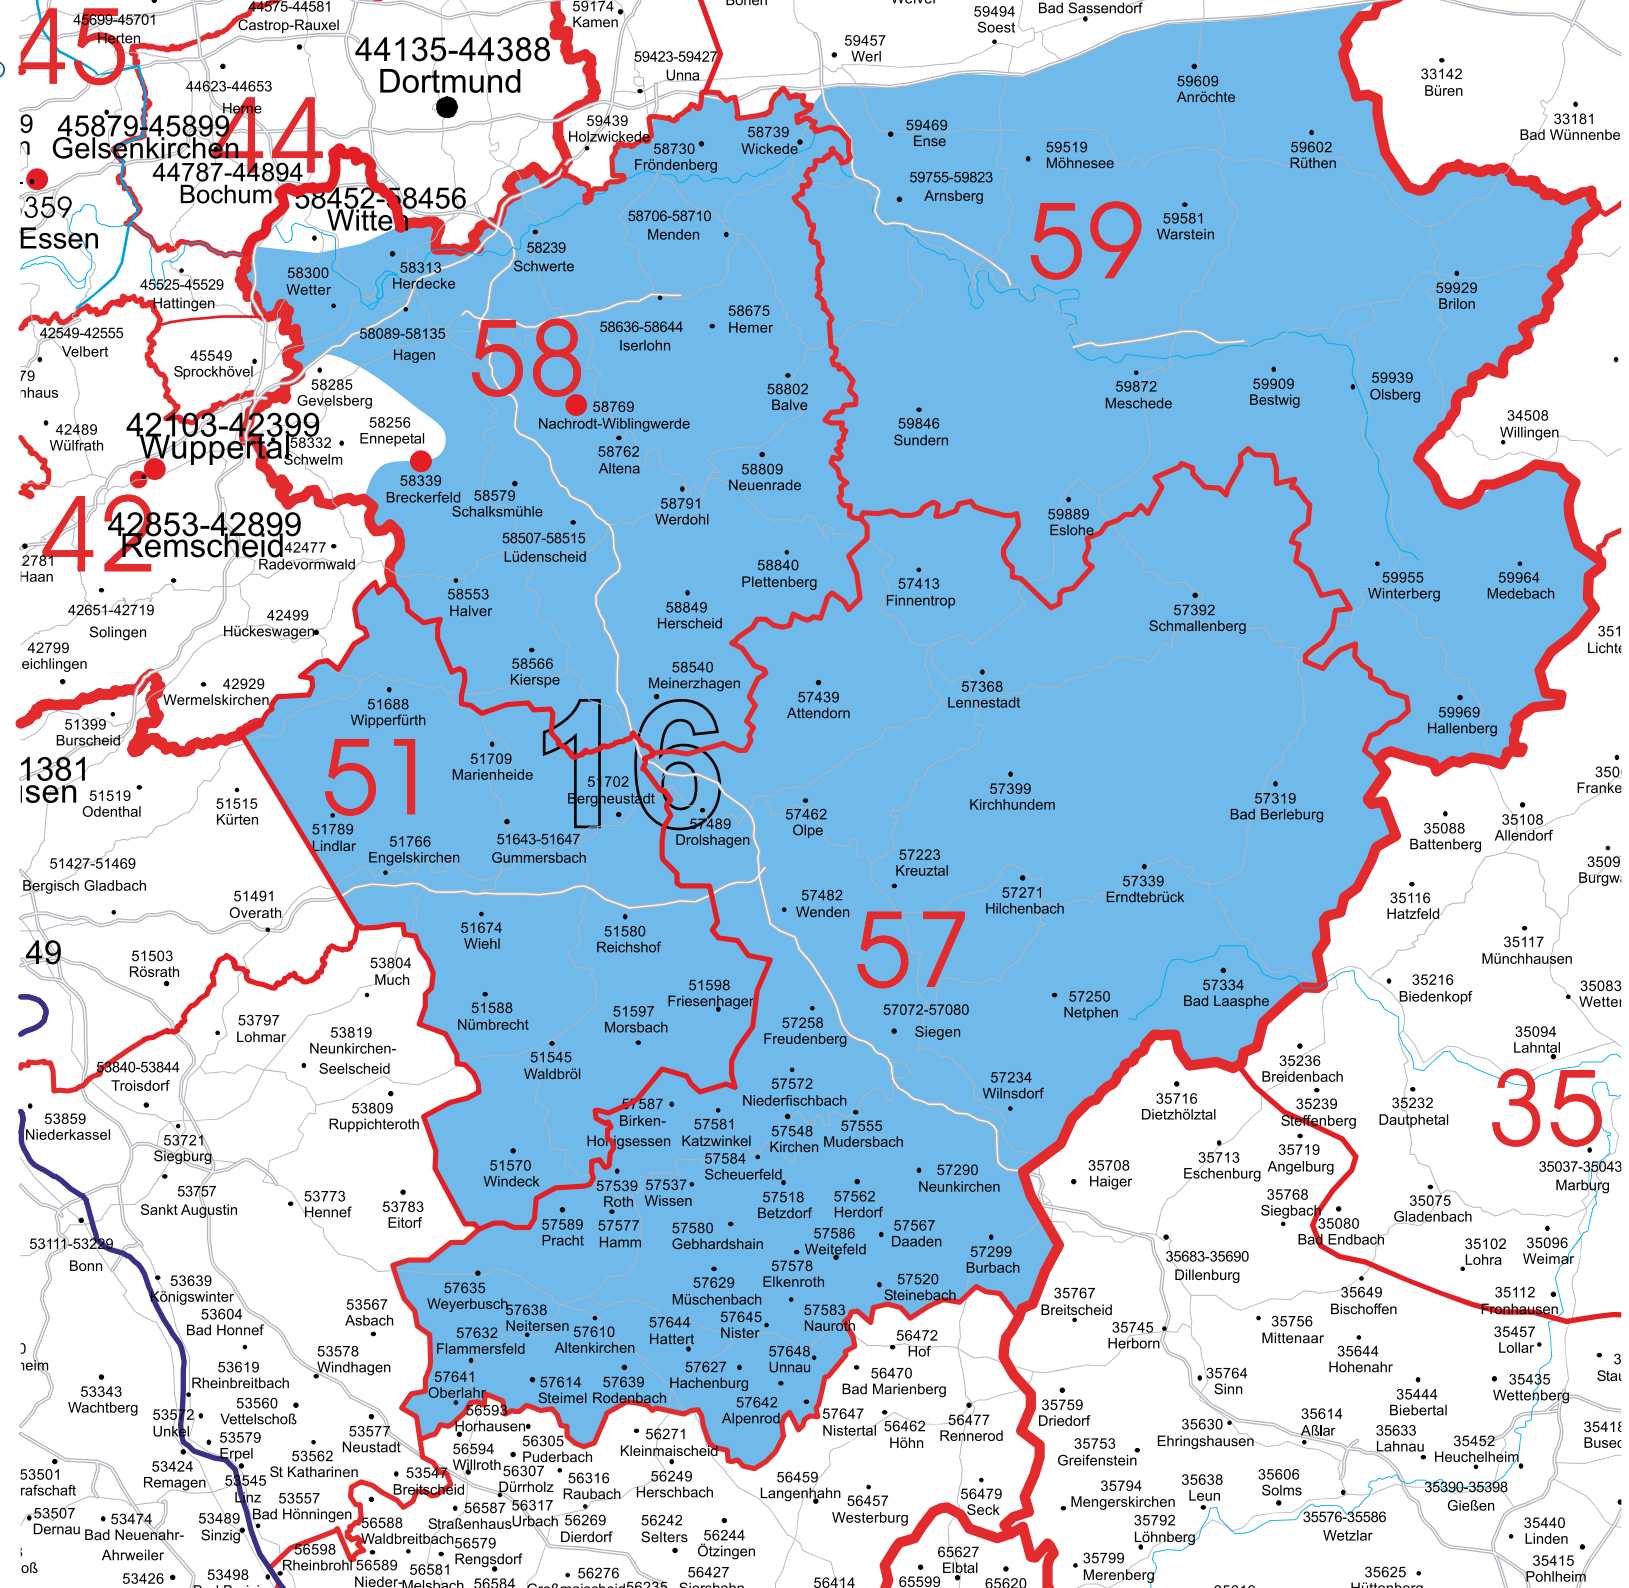 45699-45701
Herten
45
44575-44581
Castrop-Rauxel
44135-44388
Dortmund
59174
Kamen
59423-59427
Unna
59457
Werl
59494
Soest
Bad Sassendorf
59609
Anröchte
33142
Büren
33181
44623-44653
Herne
44
45879-45899
Gelsenkirchen
44787-44894
Bochum
59439
Holzwickede
58730
Fröndenberg
58739
Wickede
59469
Ense
59519
Möhnesee
59602
Rüthen
59755-59823
Arnsberg
59
59581
Warstein
Essen
58452-58456
Witten
58706-58710
Menden
58239
Schwerte
58300
Wetter
58313
Herdecke
45525-45529
Hattingen
59929
Brilon
42549-42555
Velbert
45549
Sprockhövel
58089-58135
Hagen
58
58636-58644
Iserlohn
58675
Hemer
58285
Gevelsberg
58802
Balve
59872
Meschede
59909
Bestwig
59939
Olsberg
58769
Nachrodt-Wiblingwerde
59846
Sundern
34508
Willingen
42489
Wülfrath
42103-42399
Wuppertal
58332
Schwelm
58256
Ennepetal
58762
Altena
58809
Neuenrade
58339
Breckerfeld
58579
Schalksmühle
58791
Werdohl
42
42853-42899
Remscheid
42477
Radevormwald
58507-58515
Lüdenscheid
59889
Eslohe
Haan
58840
Plettenberg
57413
Finnentrop
59955
Winterberg
59964
Medebach
42651-42719
Solingen
58553
Halver
58849
Herscheid
57392
Schmallenberg
42499
Hückeswagen
42799
58566
Kierspe
58540
Meinerzhagen
57368
Lennestadt
42929
Wermelskirchen
51688
Wipperfürth
57439
Attendorn
59969
Hallenberg
51399
Burscheid
16
51
51709
Marienheide
51702
Bergneustadt
57399
Kirchhundem
57319
Bad Berleburg
51519
Odenthal
51515
Kürten
51789
Lindlar
51766
Engelskirchen
51643-51647
Gummersbach
57489
Drolshagen
57462
Olpe
35088
Battenberg
35108
Allendorf
51427-51469
Bergisch Gladbach
57223
Kreuztal
57271
Hilchenbach
57339
Erndtebrück
51491
Overath
57482
Wenden
35116
Hatzfeld
51674
Wiehl
51580
Reichshof
57
35117
Münchhausen
51503
Rösrath
53804
Much
51598
Friesenhagen
57334
Bad Laasphe
35216
Biedenkopf
51588
Nümbrecht
51597
Morsbach
57258
Freudenberg
57072-57080
Siegen
57250
Netphen
53797
Lohmar
53819
Neunkirchen-
Seelscheid
35094
Lahntal
51545
Waldbröl
35236
Breidenbach
53840-53844
Troisdorf
57572
Niederfischbach
57234
Wilnsdorf
35716
Dietzhölztal
35239
Steffenberg
35232
Dautphetal
35
53859
Niederkassel
53809
Ruppichteroth
57587
Birken-
Honigsessen
57581
Katzwinkel
57548
Kirchen
57555
Mudersbach
53721
Siegburg
57584
Scheuerfeld
51570
Windeck
35708
Haiger
35713
Eschenburg
35719
Angelburg
35037-35043
Marburg
53757
Sankt Augustin
53773
Hennef
53783
Eitorf
57539
Roth
57537
Wissen
57518
Betzdorf
57562
Herdorf
57290
Neunkirchen
35768
Siegbach
35075
Gladenbach
53111-53229
Bonn
57589
Pracht
57577
Hamm
57580
Gebhardshain
57586
Weitefeld
57567
Daaden
35080
Bad Endbach
57299
Burbach
35683-35690
Dillenburg
35102
Lohra
35096
Weimar
53639
Königswinter
57635
Weyerbusch
57629
Müschenbach
57578
Elkenroth
57520
Steinebach
35767
Breitscheid
35649
Bischoffen
35112
Fronhausen
53604
Bad Honnef
53567
Asbach
57638
Neitersen
57632
Flammersfeld
57610
Altenkirchen
57644
Hattert
57645
Nister
57583
Nauroth
56472
Hof
35745
Herborn
35756
Mittenaar
35457
Lollar
53578
Windhagen
53619
Rheinbreitbach
57648
Unnau
35644
Hohenahr
56470
Bad Marienberg
57641
Oberlahr
57614
Steimel
57639
Rodenbach
57627
Hachenburg
35764
Sinn
35435
Wettenberg
53343
Wachtberg
53560
Vettelschoß
53572
Unkel
57642
Alpenrod
57647
Nistertal
35759
Driedorf
35444
Biebertal
56593
Horhausen
56462
Höhn
56477
Rennerod
35630
Ehringshausen
35614
Aßlar
35633
Lahnau
53579
Erpel
53577
Neustadt
56305
Puderbach
56271
Kleinmaischeid
35753
Greifenstein
35452
Heuchelheim
53424
Remagen
53562
St Katharinen
56594
Willroth
53501
53545
Linz
53547
Breitscheid
56307
Dürrholz
56316
Raubach
56249
Herschbach
56459
Langenhahn
56479
Seck
35794
Mengerskirchen
35638
Leun
35606
Solms
35390-35398
Gießen
53507
Dernau
53474
Bad Neuenahr-
Ahrweiler
53489
Sinzig
53557
Bad Hönningen
56587
Straßenhaus
56317
Urbach
56457
Westerburg
56588
Waldbreitbach
56269
Dierdorf
56242
Selters
56244
Ötzingen
35792
Löhnberg
35576-35586
Wetzlar
35440
Linden
56598
Rheinbrohl
56579
Rengsdorf
65627
Elbtal
35799
Merenberg
35415
Pohlheim
53426
53498
56589
Nieder-
56581
Melsbach
56584
56276
56427
56414
65599
65620
35625